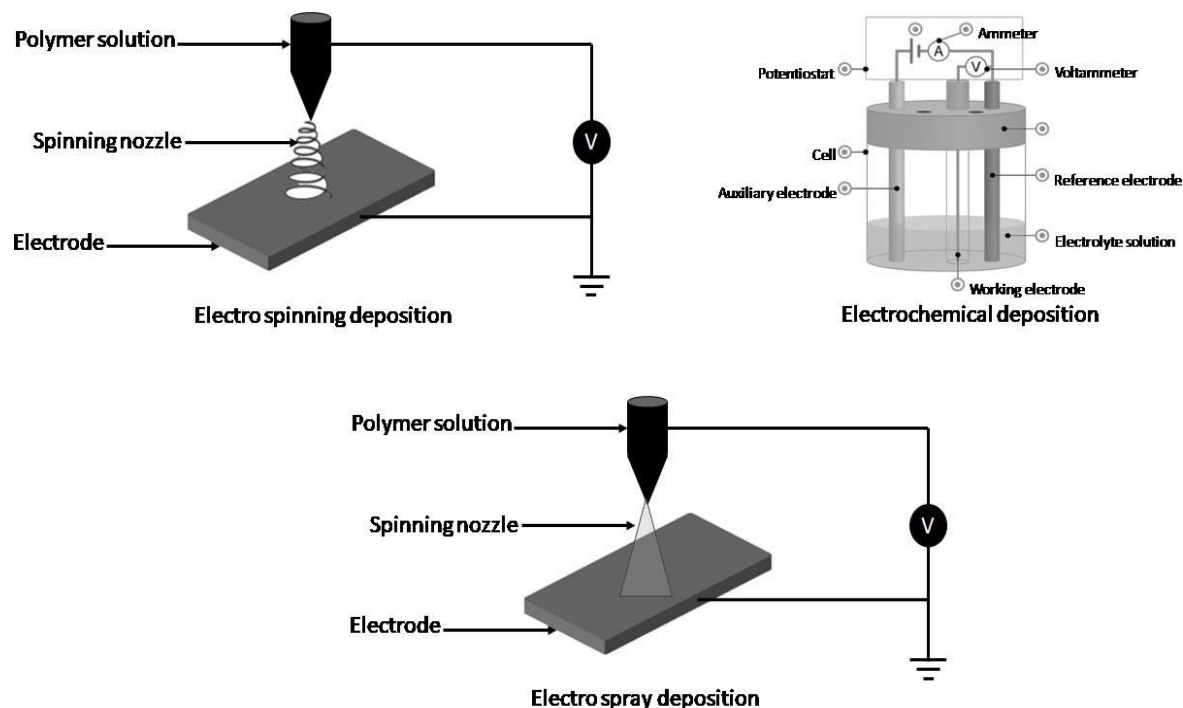 Polymer solution
V
Spinning nozzle
Electrode
Electro spinning deposition
Ammeter
A
Potentiostat
V
Voltammeter
Cell
Auxiliary electrode
Reference electrode
Electrolyte solution
Working electrode
Electrochemical deposition
Polymer solution
Spinning nozzle
V
Electrode
Electro spray deposition